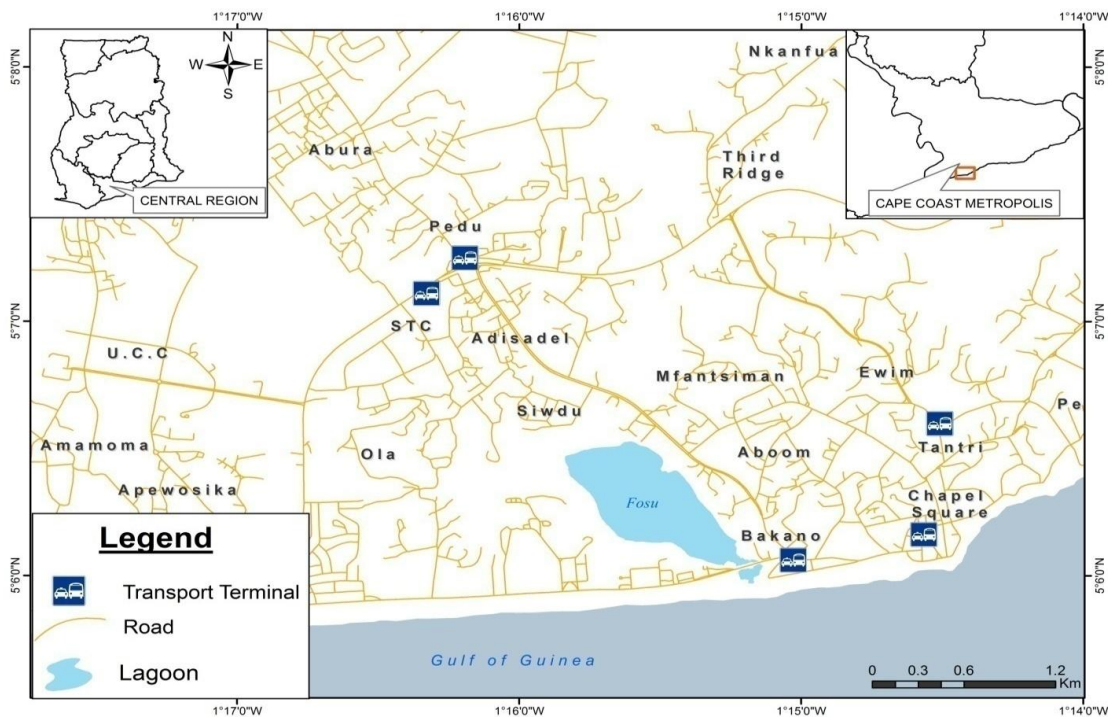 1°17'0"W 1°16'0"W 1°15'0"W 1°14'0"W
5°8'0"N
5°8'0"N
N
W E
S
CENTRAL REGION
CAPE COAST METROPOLIS
Nkanfua
Abura
Third
Ridge
Pedu
5°7'0"N
5°7'0"N
STC
Adisadel
U.C.C
Mfantsiman
Ewim
Siwdu
Pe
Amamoma
Ola
Aboom
Tantri
Apewosika
Fosu
Chapel
Square
Bakano
5°6'0"N
5°6'0"N
Legend
Transport Terminal
Road
Lagoon
Gulf of Guinea
0 0.3 0.6 1.2
Km
1°17'0"W 1°16'0"W 1°15'0"W 1°14'0"W